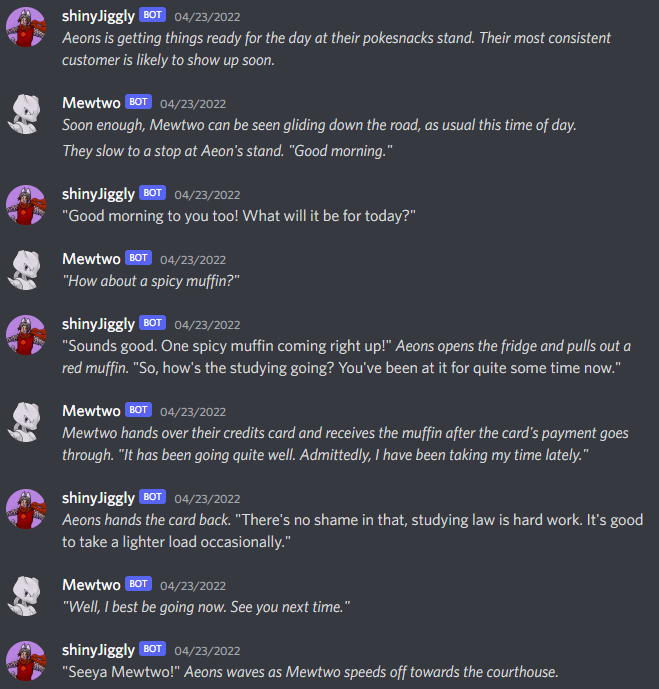 shinyJiggly BOT 04/23/2022
Aeons is getting things ready for the day at their pokesnacks stand. Their most consistent
customer is likely to show up soon.
Mewtwo BOT 04/23/2022
Soon enough, Mewtwo can be seen gliding down the road, as usual this time of day.
They slow to a stop at Aeon's stand. "Good morning."
shinyJiggly BOT 04/23/2022
"Good morning to you too! What will it be for today?"
Mewtwo BOT 04/23/2022
"How about a spicy muffin?"
shinyJiggly BOT 04/23/2022
"Sounds good. One spicy muffin coming right up!" Aeons opens the fridge and pulls out a
red muffin. "So, how's the studying going? You've been at it for quite some time now."
Mewtwo BOT 04/23/2022
Mewtwo hands over their credits card and receives the muffin after the card's payment goes
through. "It has been going quite well. Admittedly, I have been taking my time lately."
shinyJiggly BOT 04/23/2022
Aeons hands the card back. "There's no shame in that, studying law is hard work. It's good
to take a lighter load occasionally."
Mewtwo BOT 04/23/2022
"Well, I best be going now. See you next time."
shinyJiggly BOT 04/23/2022
"Seeya Mewtwo!" Aeons waves as Mewtwo speeds off towards the courthouse.